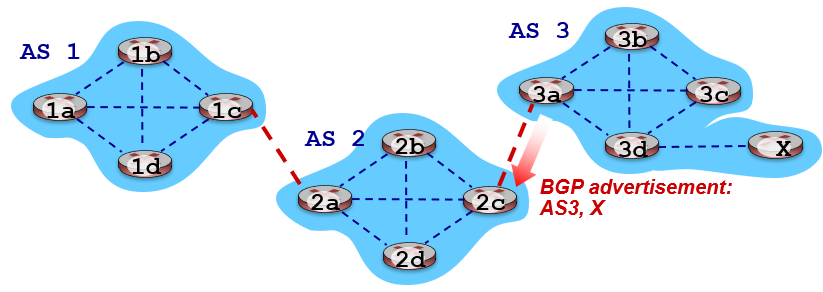 AS 1
1b
1a
1c
1d
AS 2
2b
2a
2c
2d
AS 3
3b
3a
3c
3d
X
BGP advertisement:
AS3, X